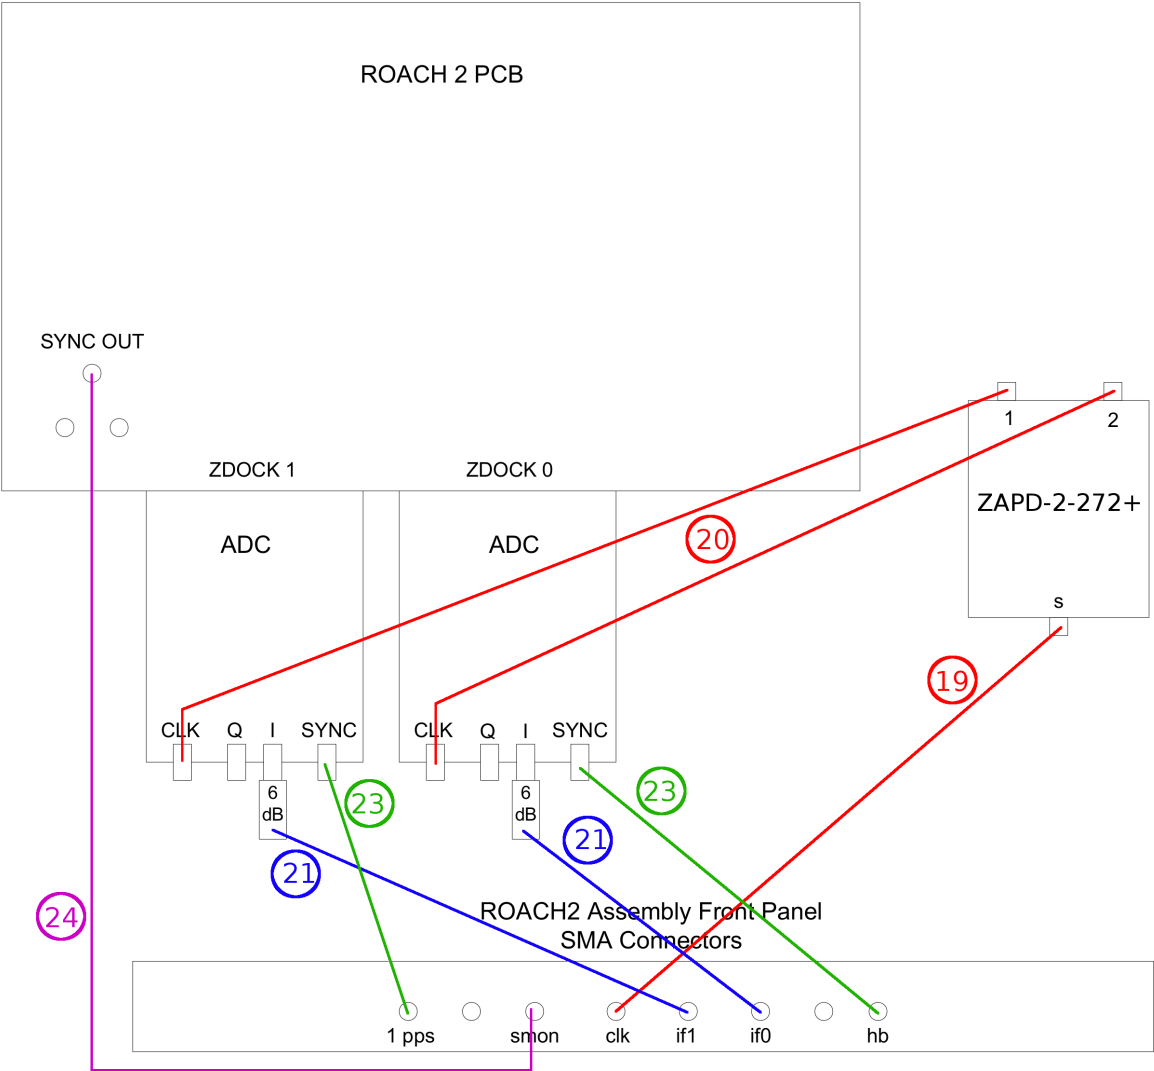 ROACH 2 PCB
SYNC OUT
ZDOCK 1
ZDOCK 0
1
2
ZAPD-2-272+
ADC
ADC
20
s
19
CLK
Q
I
SYNC
CLK
Q
I
SYNC
6
dB
23
6
dB
23
21
21
24
ROACH2 Assembly Front Panel
SMA Connectors
1 pps
smon
clk
if1
if0
hb